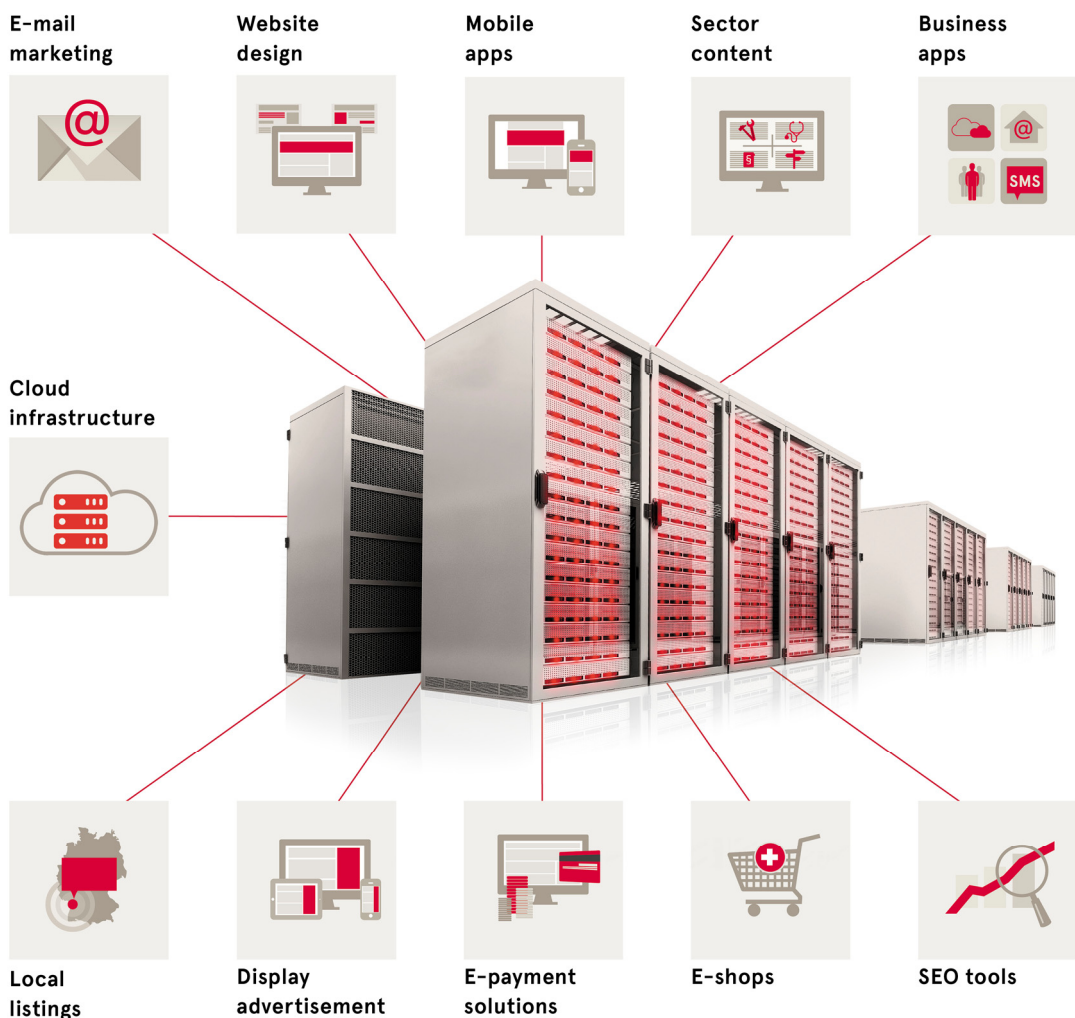 E-mail
marketing
Website
design
Mobile
apps
Sector
content
Business
apps
@
§
@
SMS
Cloud
infrastructure
Local
listings
Display
advertisement
E-payment
solutions
E-shops
SEO tools